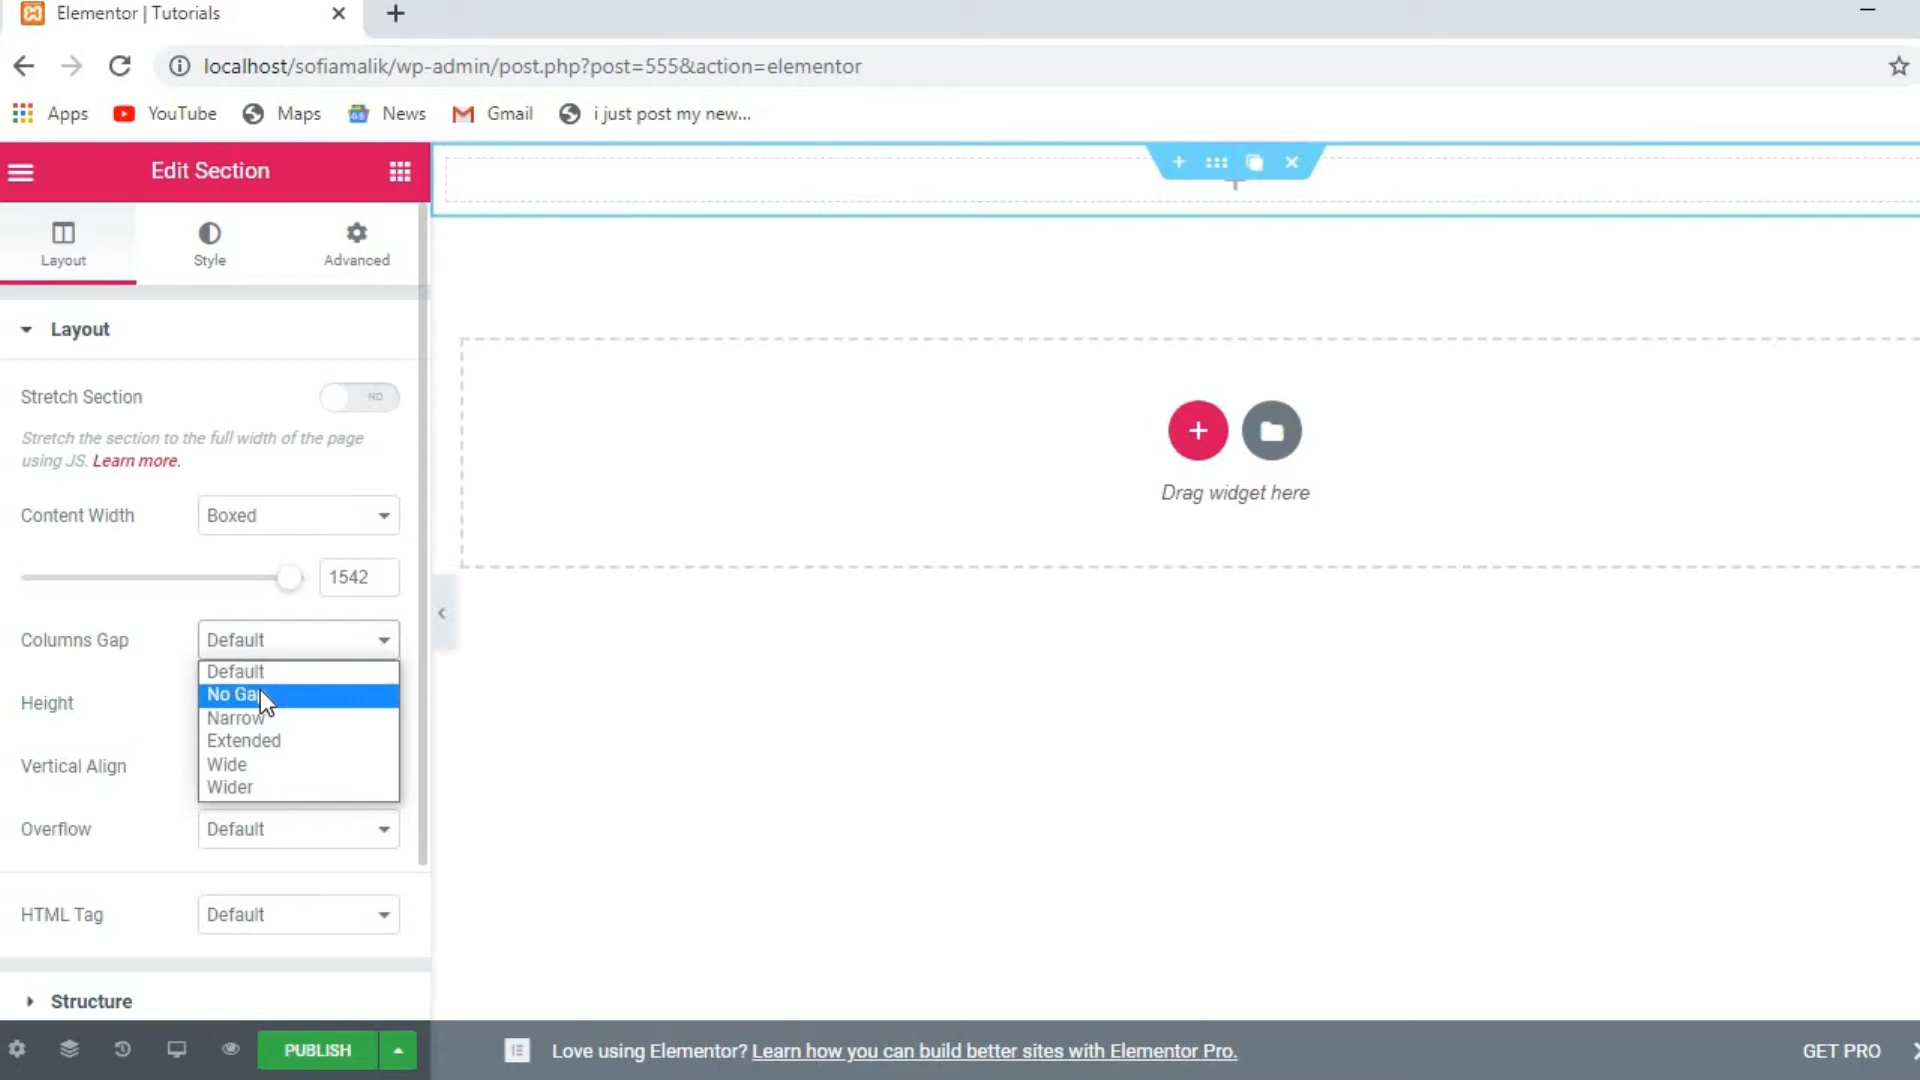 Elementor | Tutorials
localhost/sofiamalik/wp-admin/post.php?post=555&action=elementor
Apps YouTube Maps News Gmail i just post my new...
Edit Section
Layout Style Advanced
Layout
Stretch Section NO
Stretch the section to the full width of the page
using JS. Learn more.
Content Width Boxed
1542
Columns Gap Default
Default
No Gap
Height
Narrow
Extended
Vertical Align
Wide
Wider
Overflow Default
HTML Tag Default
Structure
Drag widget here
PUBLISH
Love using Elementor? Learn how you can build better sites with Elementor Pro.
GET PRO